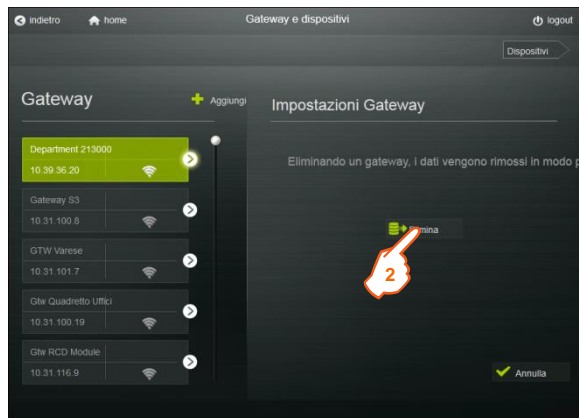 indietro home Gateway e dispositivi logout
Dispositivi
Gateway Aggiungi
Impostazioni Gateway
Department 213000
10.39.36.20
Eliminando un gateway, i dati vengono rimossi in modo
Gateway S3
10.31.100.8
GTW Varese
10.31.101.7
2
Gtw Quadretto Uffici
10.31.100.19
Gtw RCD Module
10.31.116.9
Annulla